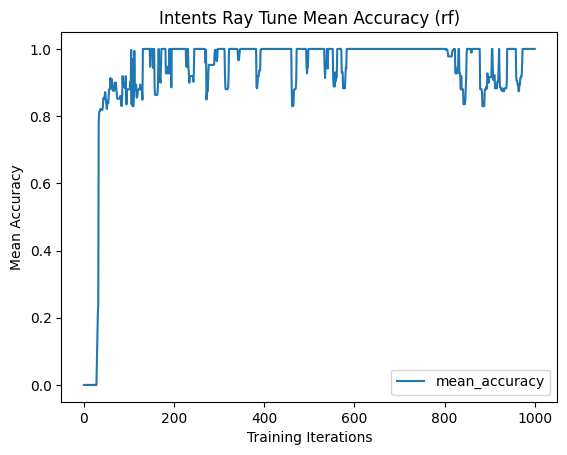 Intents Ray Tune Mean Accuracy (rf)
1.0
0.8
0.6
0.4
0.2
0.0
Mean Accuracy
mean_accuracy
0 200 400 600 800 1000
Training Iterations